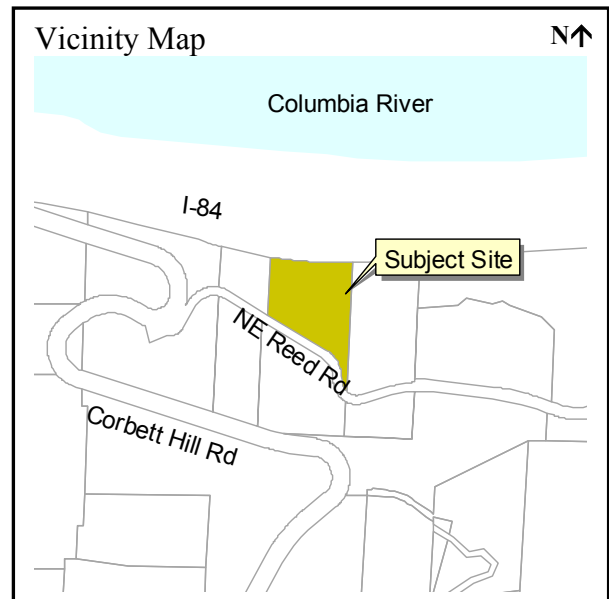 Vicinity Map
N↑
Columbia River
I-84
Subject Site
NE Reed Rd
Corbett Hill Rd